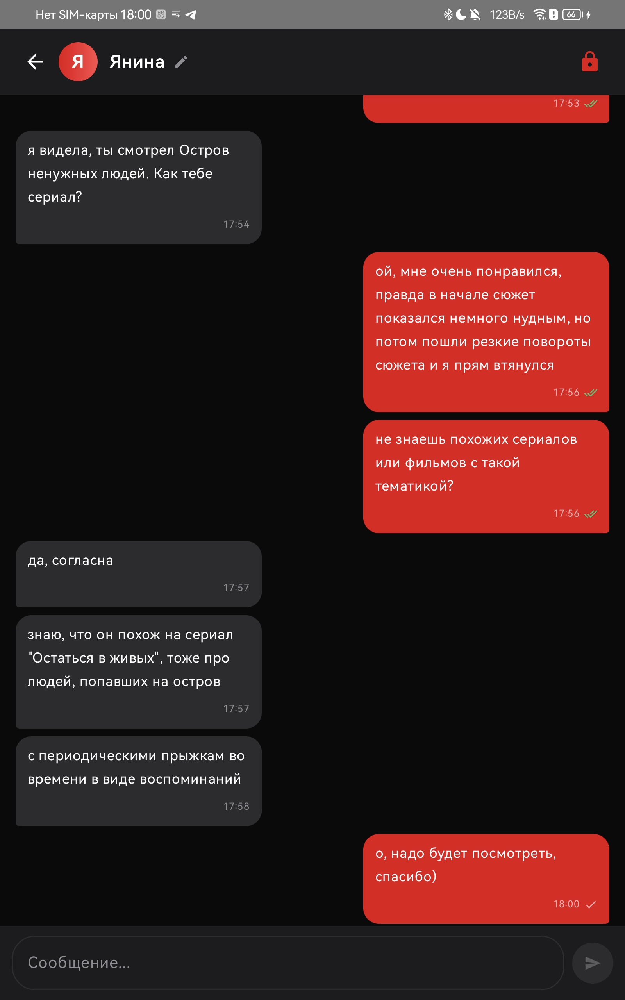 Нет SIM-карты 18:00 HM OS 123B/s 66
Я Янина
17:53
я видела, ты смотрел Остров
ненужных людей. Как тебе
сериал?
17:54
ой, мне очень понравился,
правда в начале сюжет
показался немного нудным, но
потом пошли резкие повороты
сюжета и я прям втянулся
17:56
не знаешь похожих сериалов
или фильмов с такой
тематикой?
17:56
да, согласна
17:57
знаю, что он похож на сериал
"Остаться в живых", тоже про
людей, попавших на остров
17:57
с периодическими прыжкам во
времени в виде воспоминаний
17:58
о, надо будет посмотреть,
спасибо)
18:00
Сообщение...